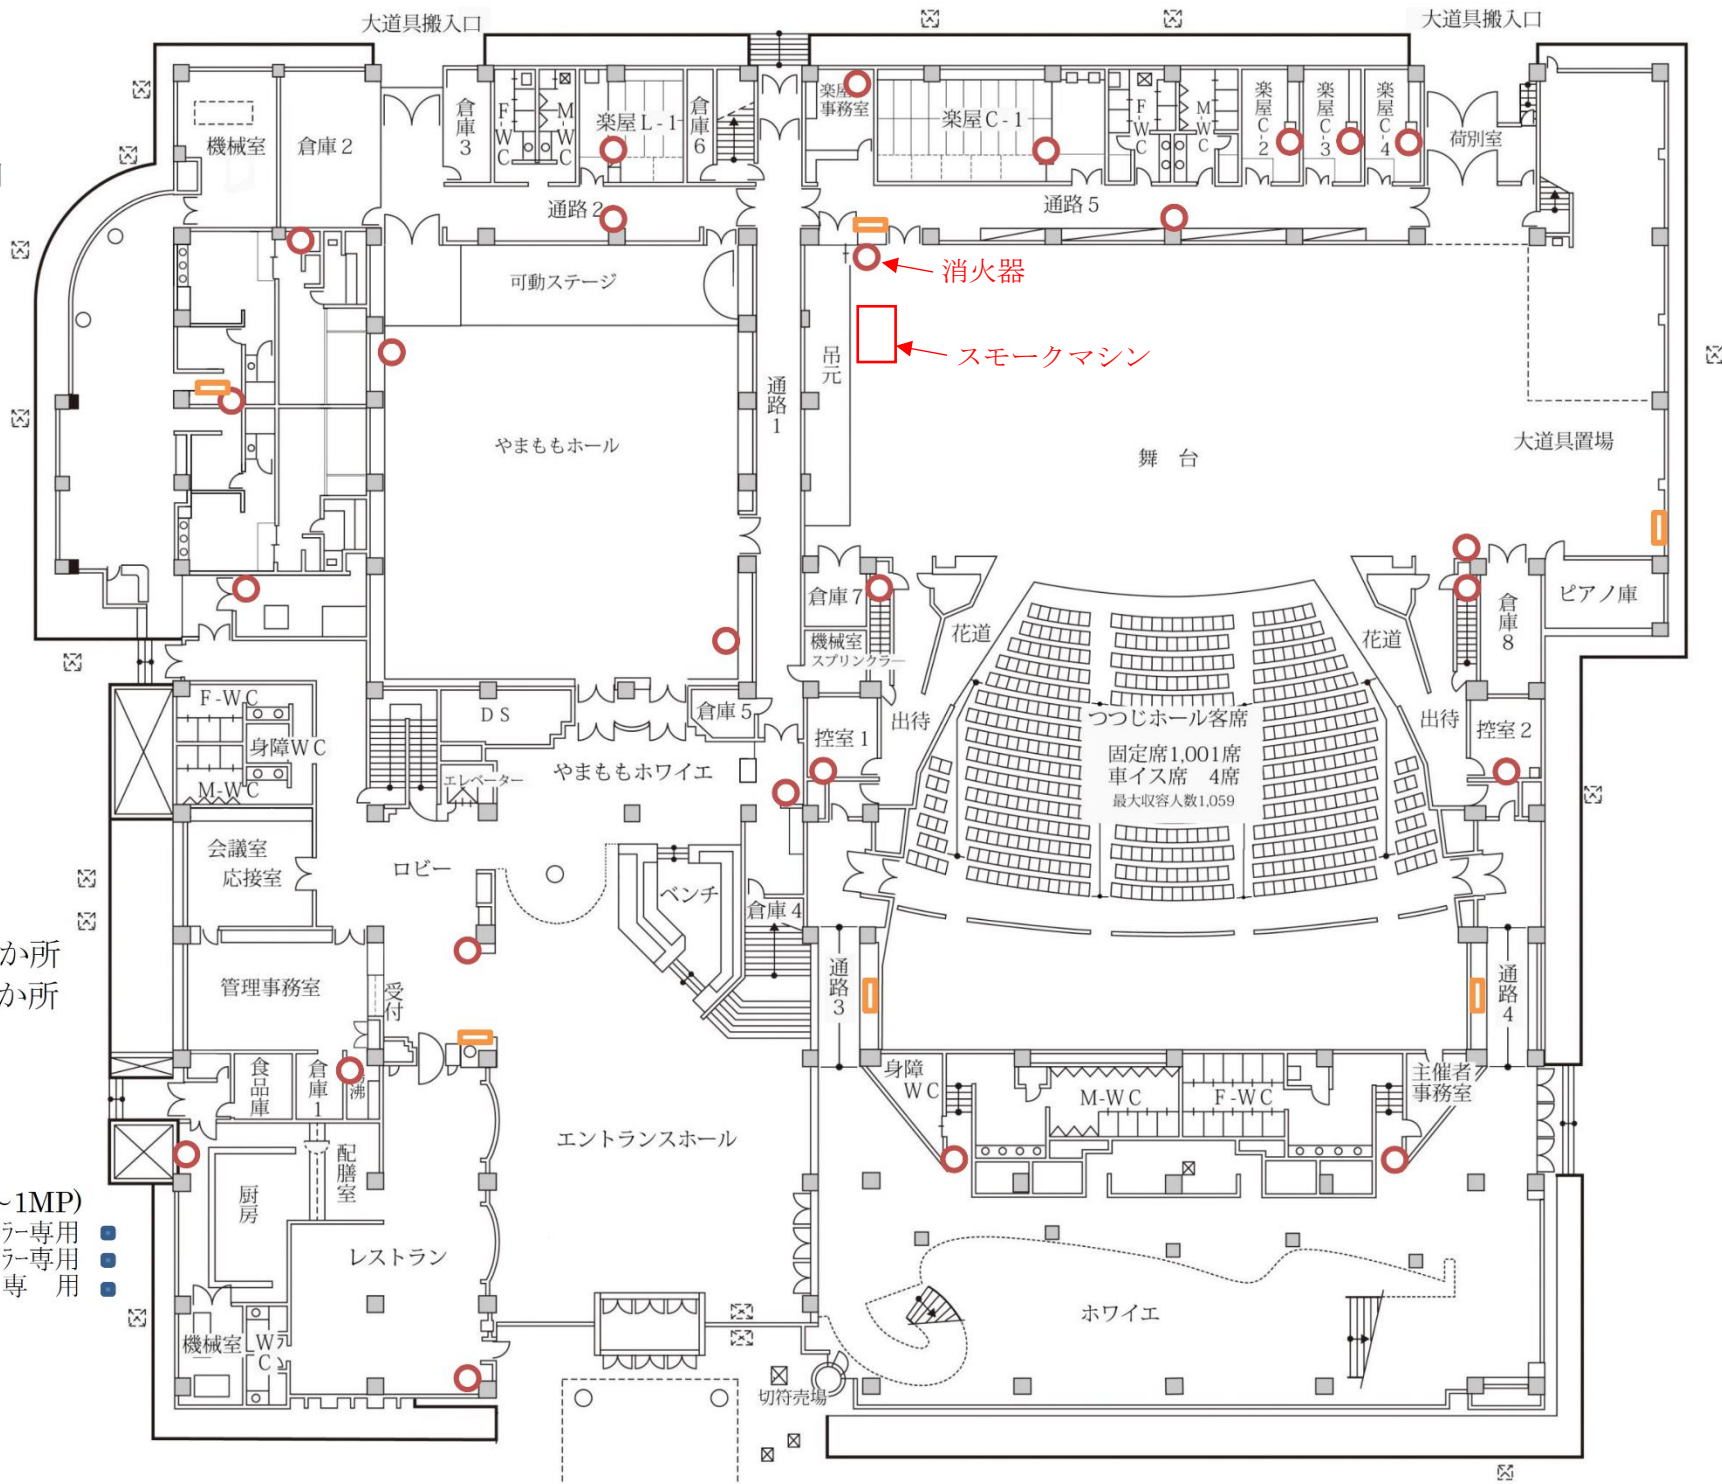 大道具搬入口
大道具搬入口
機械室
倉庫2
倉庫3
F-WC
M-WC
楽屋L-1
倉庫6
楽屋
事務室
楽屋C-1
F-WC
M-WC
楽屋C-2
楽屋C-3
楽屋C-4
荷別室
通路2
通路5
消火器
可動ステージ
スモークマシン
吊元
通路1
やまももホール
舞　台
大道具置場
倉庫7
機械室
スプリンクラー
花道
花道
倉庫8
ピアノ庫
F-WC
身障WC
M-WC
DS
倉庫5
エレベーター
やまももホワイエ
控室1
出待
つつじホール客席
固定席1,001席
車イス席　4席
最大収容人数1,059
出待
控室2
会議室
応接室
ロビー
ベンチ
倉庫4
か所
か所
管理事務室
受付
通路3
通路4
食品庫
倉庫1
沸
身障
WC
M-WC
F-WC
主催者
事務室
エントランスホール
配膳室
厨房
～1MP)
ラー専用
ラー専用
専　用
レストラン
ホワイエ
機械室
WC
切符売場